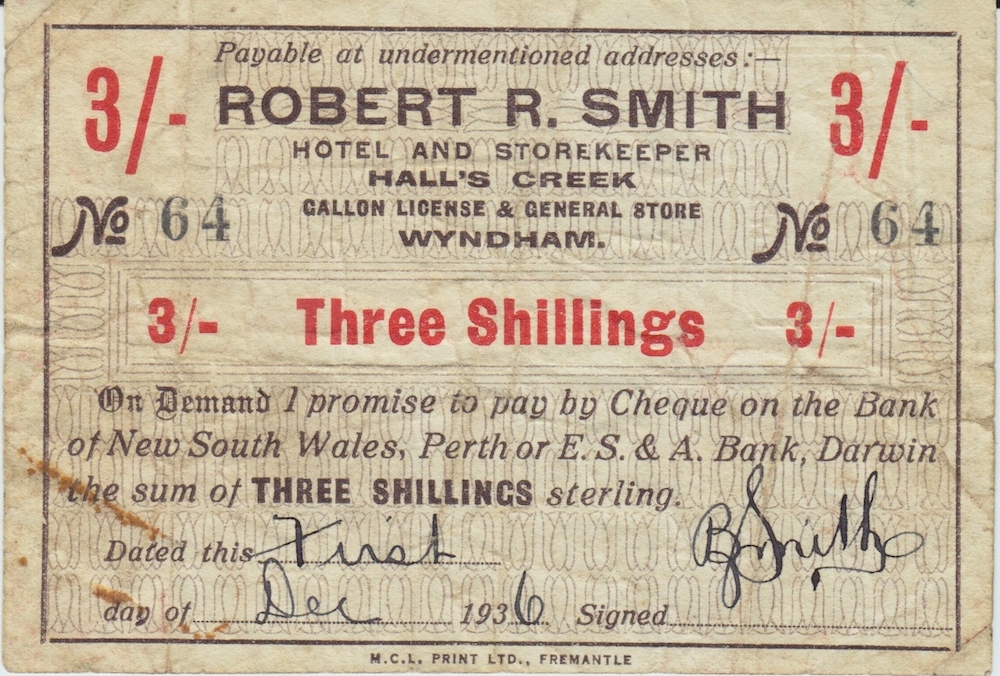 Payable at undermentioned addresses:—
3/- ROBERT R. SMITH 3/-
HOTEL AND STOREKEEPER
HALL'S CREEK
No 64 GALLON LICENSE & GENERAL STORE No 64
WYNDHAM.
3/- Three Shillings 3/-
On Demand I promise to pay by Cheque on the Bank
of New South Wales, Perth or E. S. & A. Bank, Darwin
the sum of THREE SHILLINGS sterling.
Dated this First
B Smith
day of Dec 1936 Signed
M.C.L. PRINT LTD., FREMANTLE